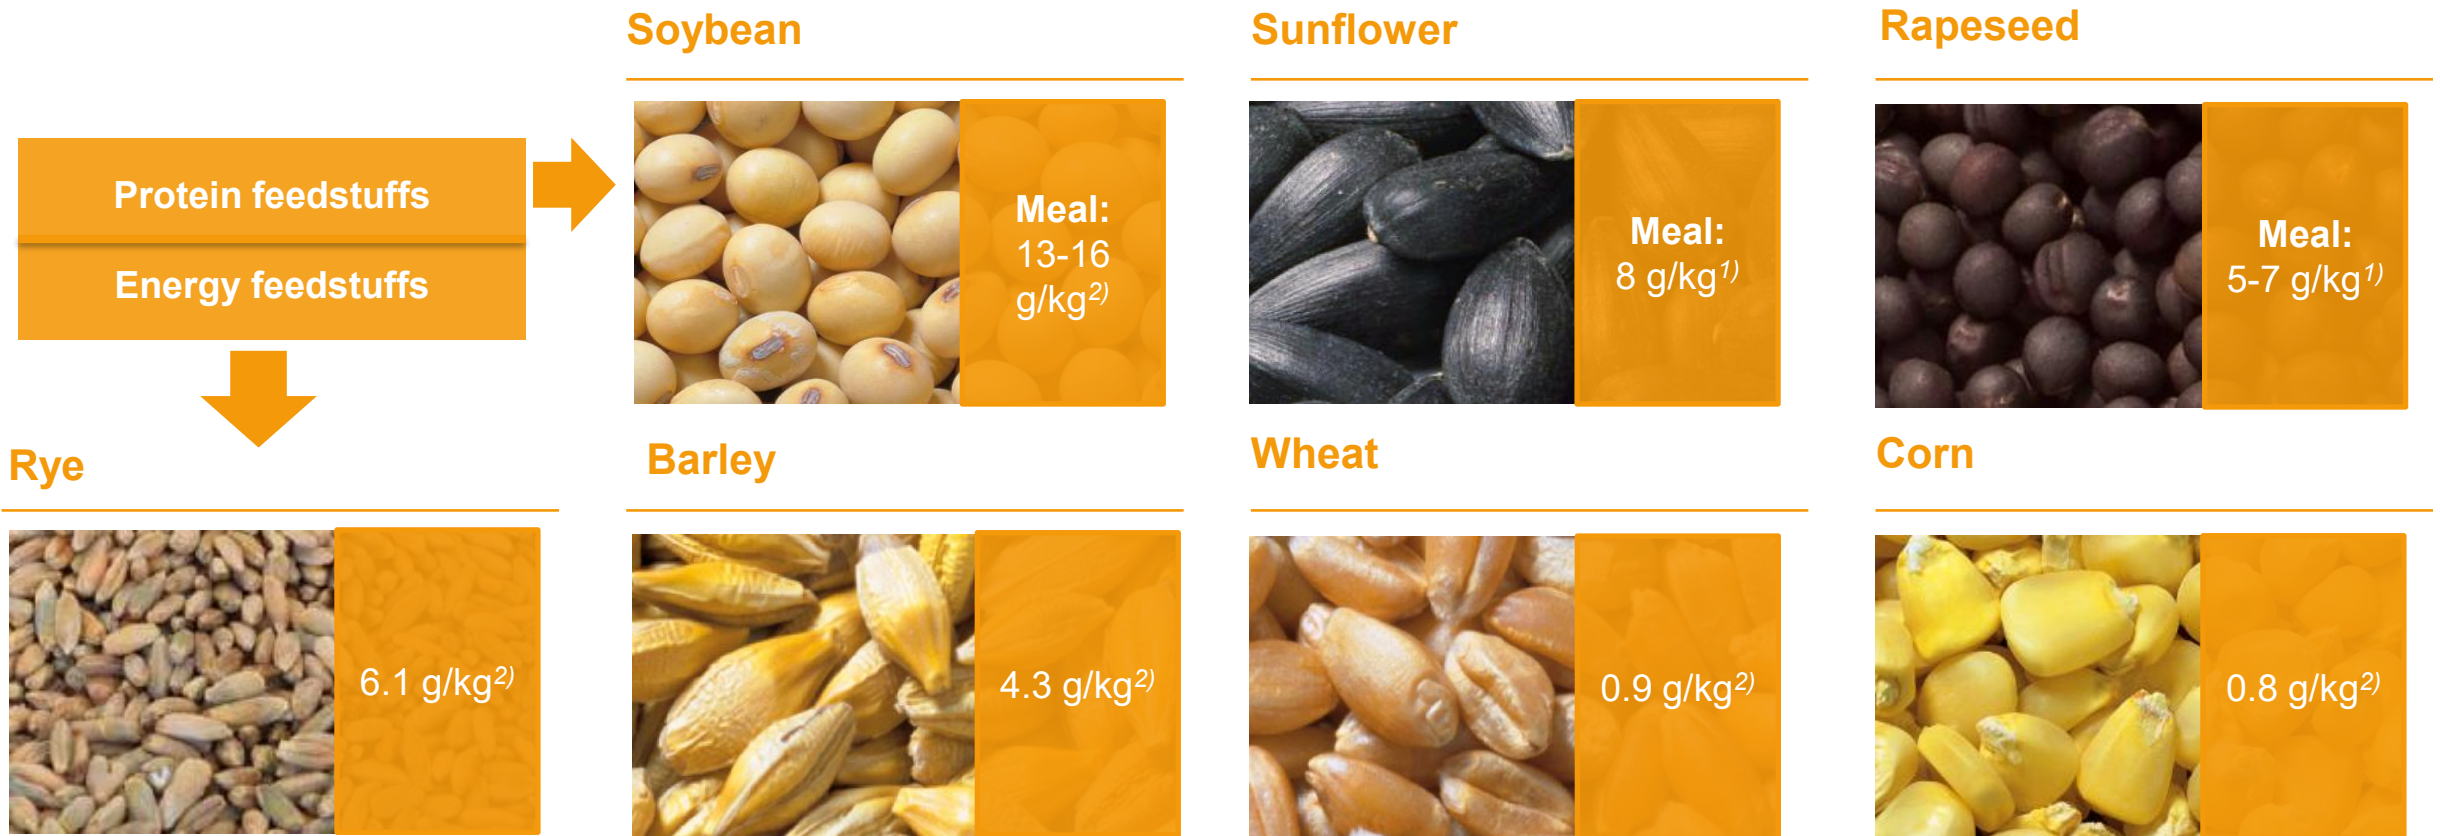 Soybean
Sunflower
Rapeseed
Protein feedstuffs
Energy feedstuffs
Meal:
13-16
g/kg2)
Meal:
8 g/kg1)
Meal:
5-7 g/kg1)
Rye
Barley
Wheat
Corn
6.1 g/kg2)
4.3 g/kg2)
0.9 g/kg2)
0.8 g/kg2)